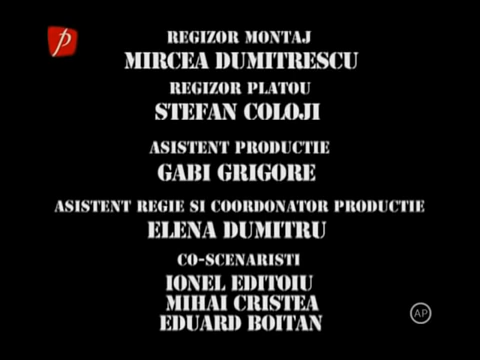 p
REGIZOR MONTAJ
MIRCEA DUMITRESCU
REGIZOR PLATOU
STEFAN COLOJI
ASISTENT PRODUCTIE
GABI GRIGORE
ASISTENT REGIE SI COORDONATOR PRODUCTIE
ELENA DUMITRU
CO-SCENARISTI
IONEL EDITOIU
MIHAI CRISTEA
EDUARD BOITAN
AP